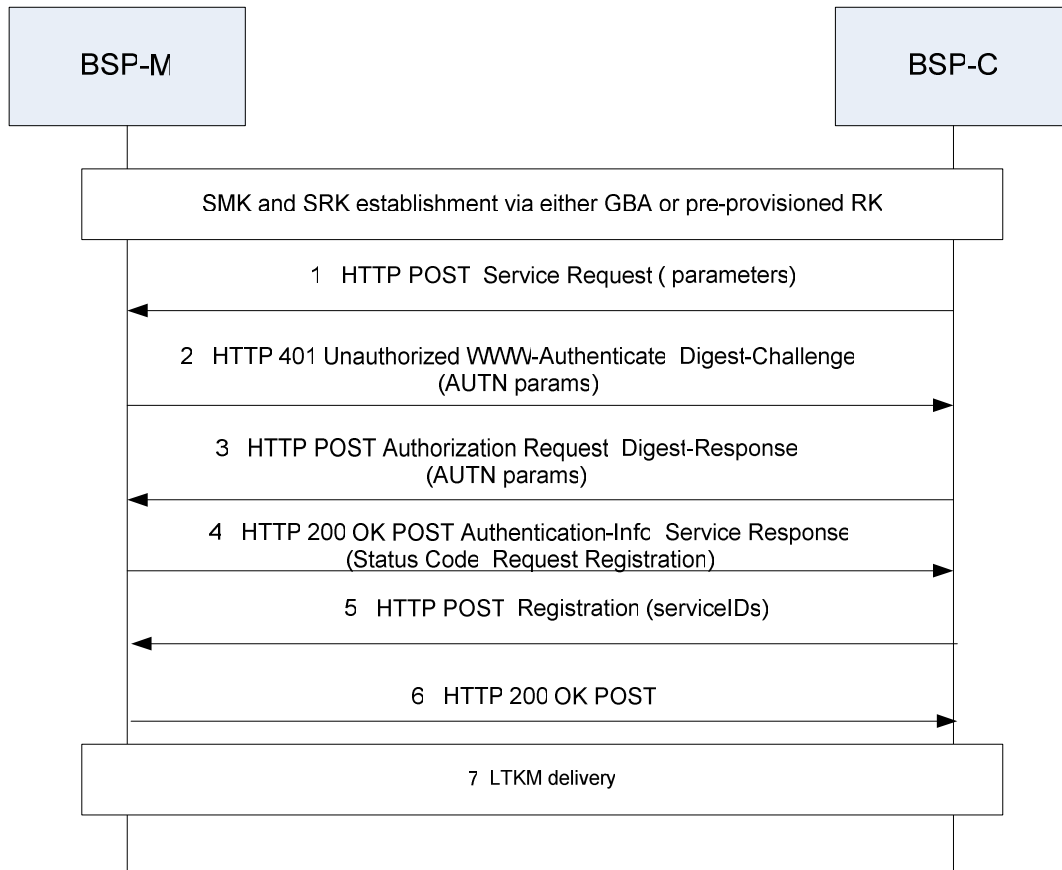 BSP-M
BSP-C
SMK and SRK establishment via either GBA or pre-provisioned RK
1 HTTP POST Service Request ( parameters)
2 HTTP 401 Unauthorized WWW-Authenticate Digest-Challenge
(AUTN params)
3 HTTP POST Authorization Request Digest-Response
(AUTN params)
4 HTTP 200 OK POST Authentication-Info Service Response
(Status Code Request Registration)
5 HTTP POST Registration (serviceIDs)
6 HTTP 200 OK POST
7 LTKM delivery